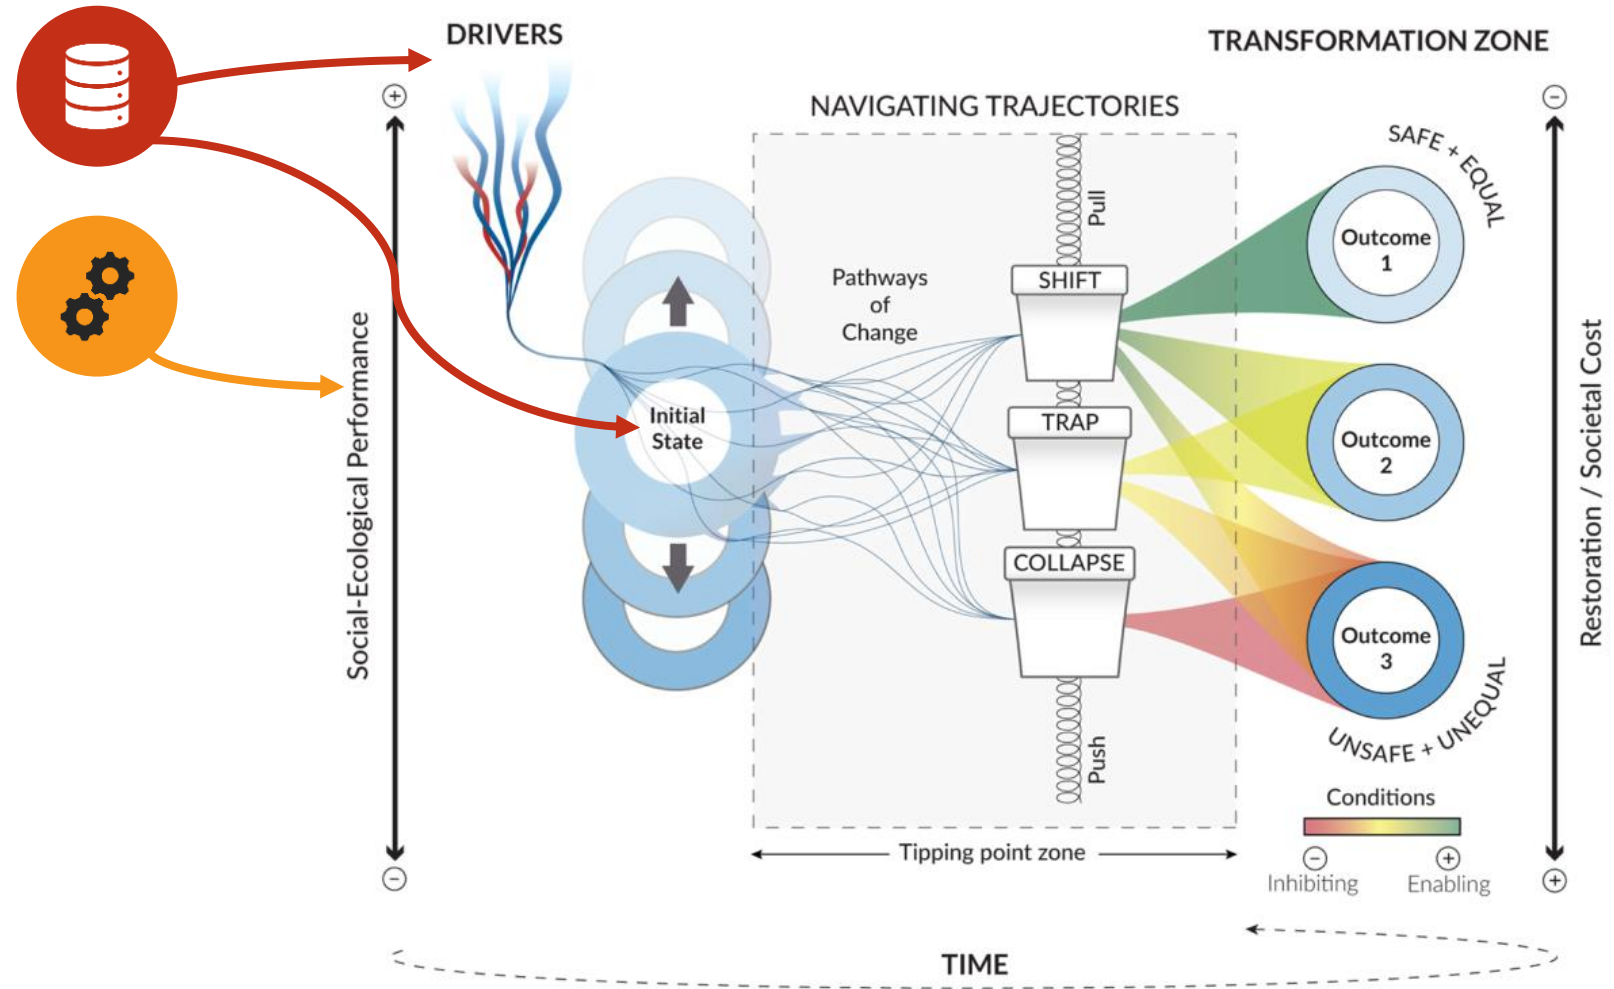 DRIVERS
TRANSFORMATION ZONE
NAVIGATING TRAJECTORIES
+
−
SAFE + EQUAL
Pull
Outcome
1
Pathways
of
Change
SHIFT
Social-Ecological Performance
Initial
State
TRAP
Outcome
2
Restoration / Societal Cost
COLLAPSE
Outcome
3
UNSAFE + UNEQUAL
Push
Conditions
Tipping point zone
−
+
Inhibiting
Enabling
−
+
TIME